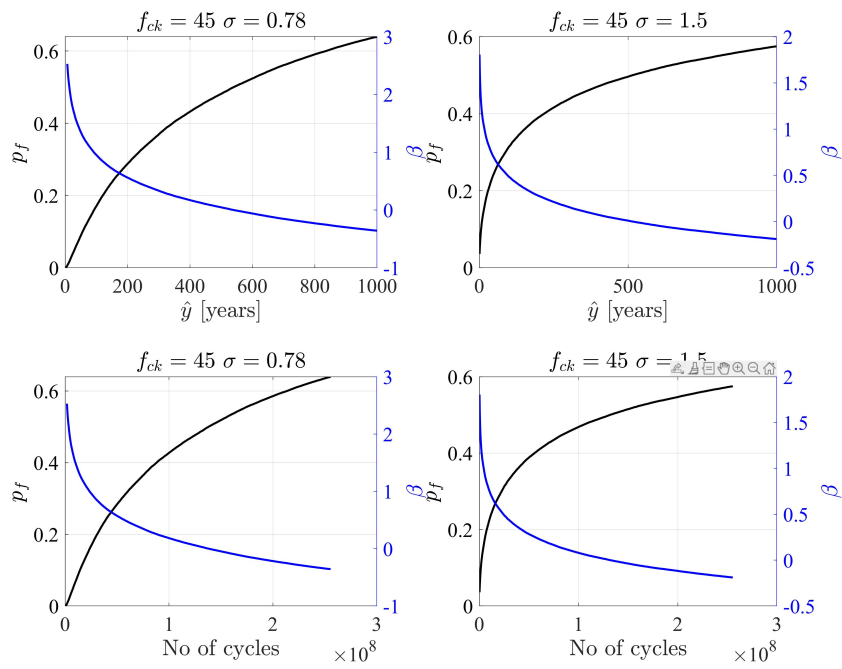 f_ck = 45 σ = 0.78
0.6
0.4
0.2
0
p_f
3
2
1
0
-1
β
0 200 400 600 800 1000
ŷ [years]
f_ck = 45 σ = 1.5
0.6
0.4
0.2
0
p_f
2
1.5
1
0.5
0
-0.5
β
0 500 1000
ŷ [years]
f_ck = 45 σ = 0.78
0.6
0.4
0.2
0
p_f
3
2
1
0
-1
β
0 1 2 3
No of cycles ×10^8
f_ck = 45 σ = 1.5
0.6
0.4
0.2
0
p_f
2
1.5
1
0.5
0
-0.5
β
0 1 2 3
No of cycles ×10^8